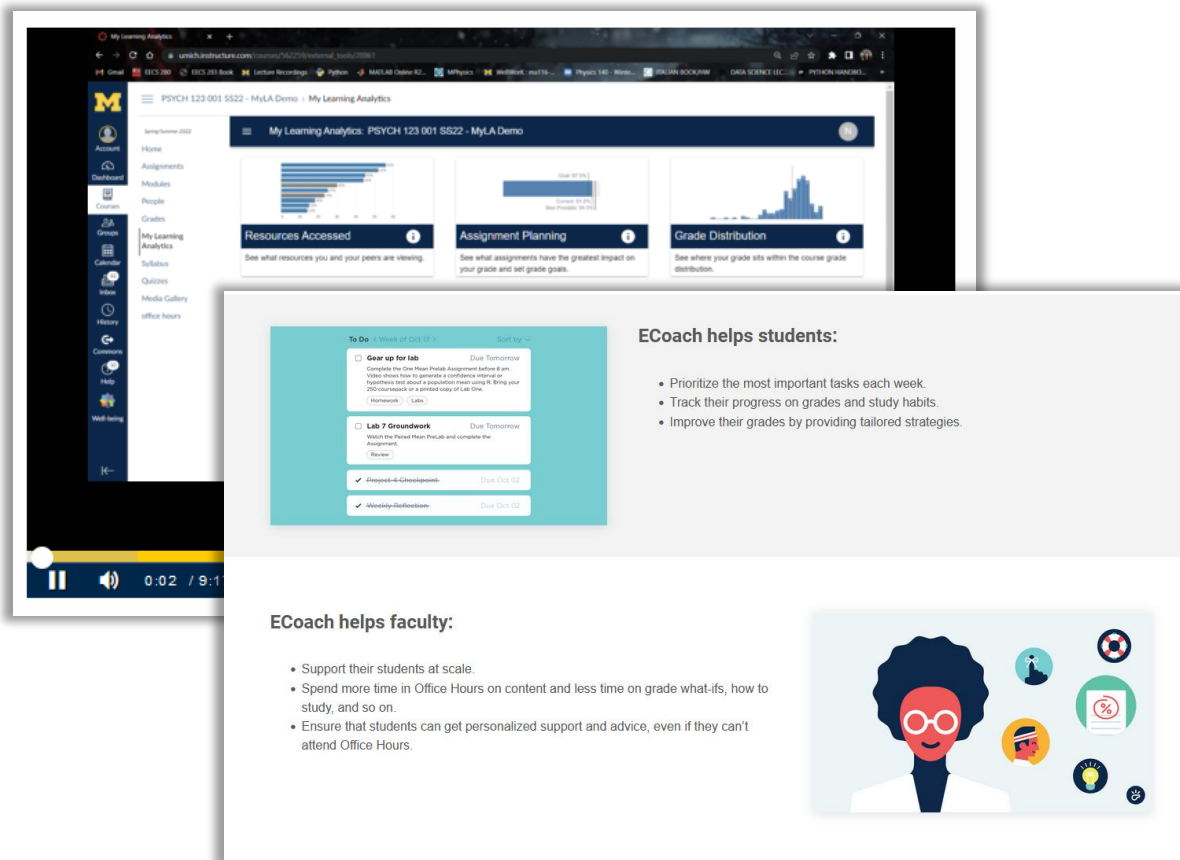 My Learning Analytics
umich.instructure.com/courses/562259/external_tools/20861
Gmail EECS 280 EECS 203 Book Lecture Recordings Python MATLAB Online R2... MPhysics Physics 140 - Winte... ITALIAN BOOK/HW DATA SCIENCE LEC... PYTHON HANDBO...
M
PSYCH 123 001 SS22 - MyLA Demo › My Learning Analytics
Account
Dashboard
Courses
Groups
Calendar
Inbox
History
Commons
Help
Well-being
Spring/Summer 2022
Home
Assignments
Modules
People
Grades
My Learning
Analytics
Syllabus
Quizzes
Media Gallery
office hours
My Learning Analytics: PSYCH 123 001 SS22 - MyLA Demo
N
Resources Accessed
See what resources you and your peers are viewing.
Assignment Planning
See what assignments have the greatest impact on
your grade and set grade goals.
Grade Distribution
See where your grade sits within the course grade
distribution.
0:02 / 9:1
To Do ‹ Week of Oct 17 › Sort by
Gear up for lab Due Tomorrow
Complete the One Mean Prelab Assignment before 8 am.
Video shows how to generate a confidence interval or
hypothesis test about a population mean using R. Bring your
250 coursepack or a printed copy of Lab One.
Homework Labs
Lab 7 Groundwork Due Tomorrow
Watch the Paired Mean PreLab and complete the
Assignment.
Review
Project 4 Checkpoint Due Oct 02
Weekly Reflection Due Oct 02
ECoach helps students:
• Prioritize the most important tasks each week.
• Track their progress on grades and study habits.
• Improve their grades by providing tailored strategies.
ECoach helps faculty:
• Support their students at scale.
• Spend more time in Office Hours on content and less time on grade what-ifs, how to
study, and so on.
• Ensure that students can get personalized support and advice, even if they can't
attend Office Hours.
%